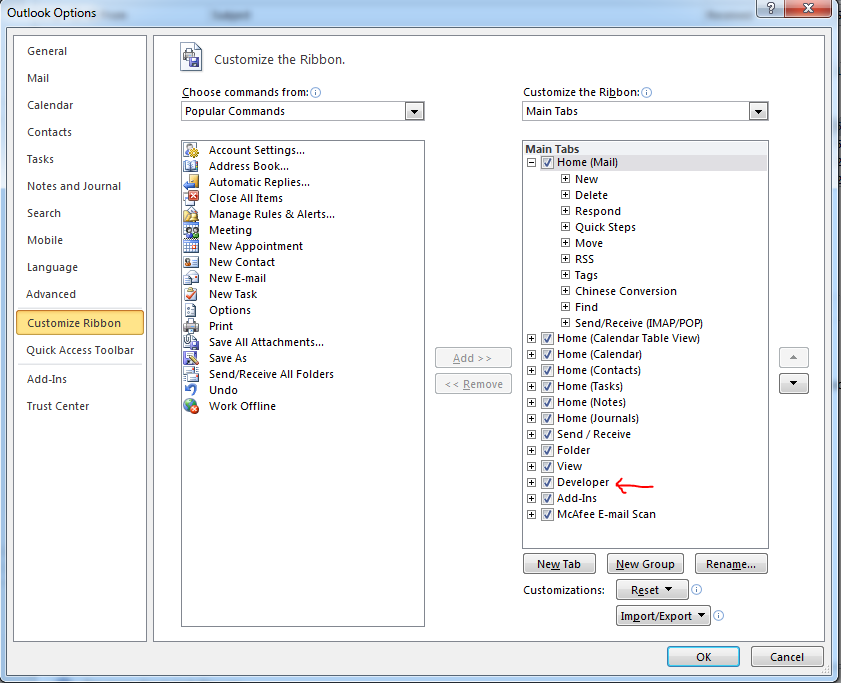 Outlook Options
General
Mail
Calendar
Contacts
Tasks
Notes and Journal
Search
Mobile
Language
Advanced
Customize Ribbon
Quick Access Toolbar
Add-Ins
Trust Center
Customize the Ribbon.
Choose commands from:
Popular Commands
Account Settings...
Address Book...
Automatic Replies...
Close All Items
Manage Rules & Alerts...
Meeting
New Appointment
New Contact
New E-mail
New Task
Options
Print
Save All Attachments...
Save As
Send/Receive All Folders
Undo
Work Offline
Add >>
<< Remove
Customize the Ribbon:
Main Tabs
Main Tabs
Home (Mail)
New
Delete
Respond
Quick Steps
Move
RSS
Tags
Chinese Conversion
Find
Send/Receive (IMAP/POP)
Home (Calendar Table View)
Home (Calendar)
Home (Contacts)
Home (Tasks)
Home (Notes)
Home (Journals)
Send / Receive
Folder
View
Developer
Add-Ins
McAfee E-mail Scan
New Tab
New Group
Rename...
Customizations:
Reset
Import/Export
OK
Cancel